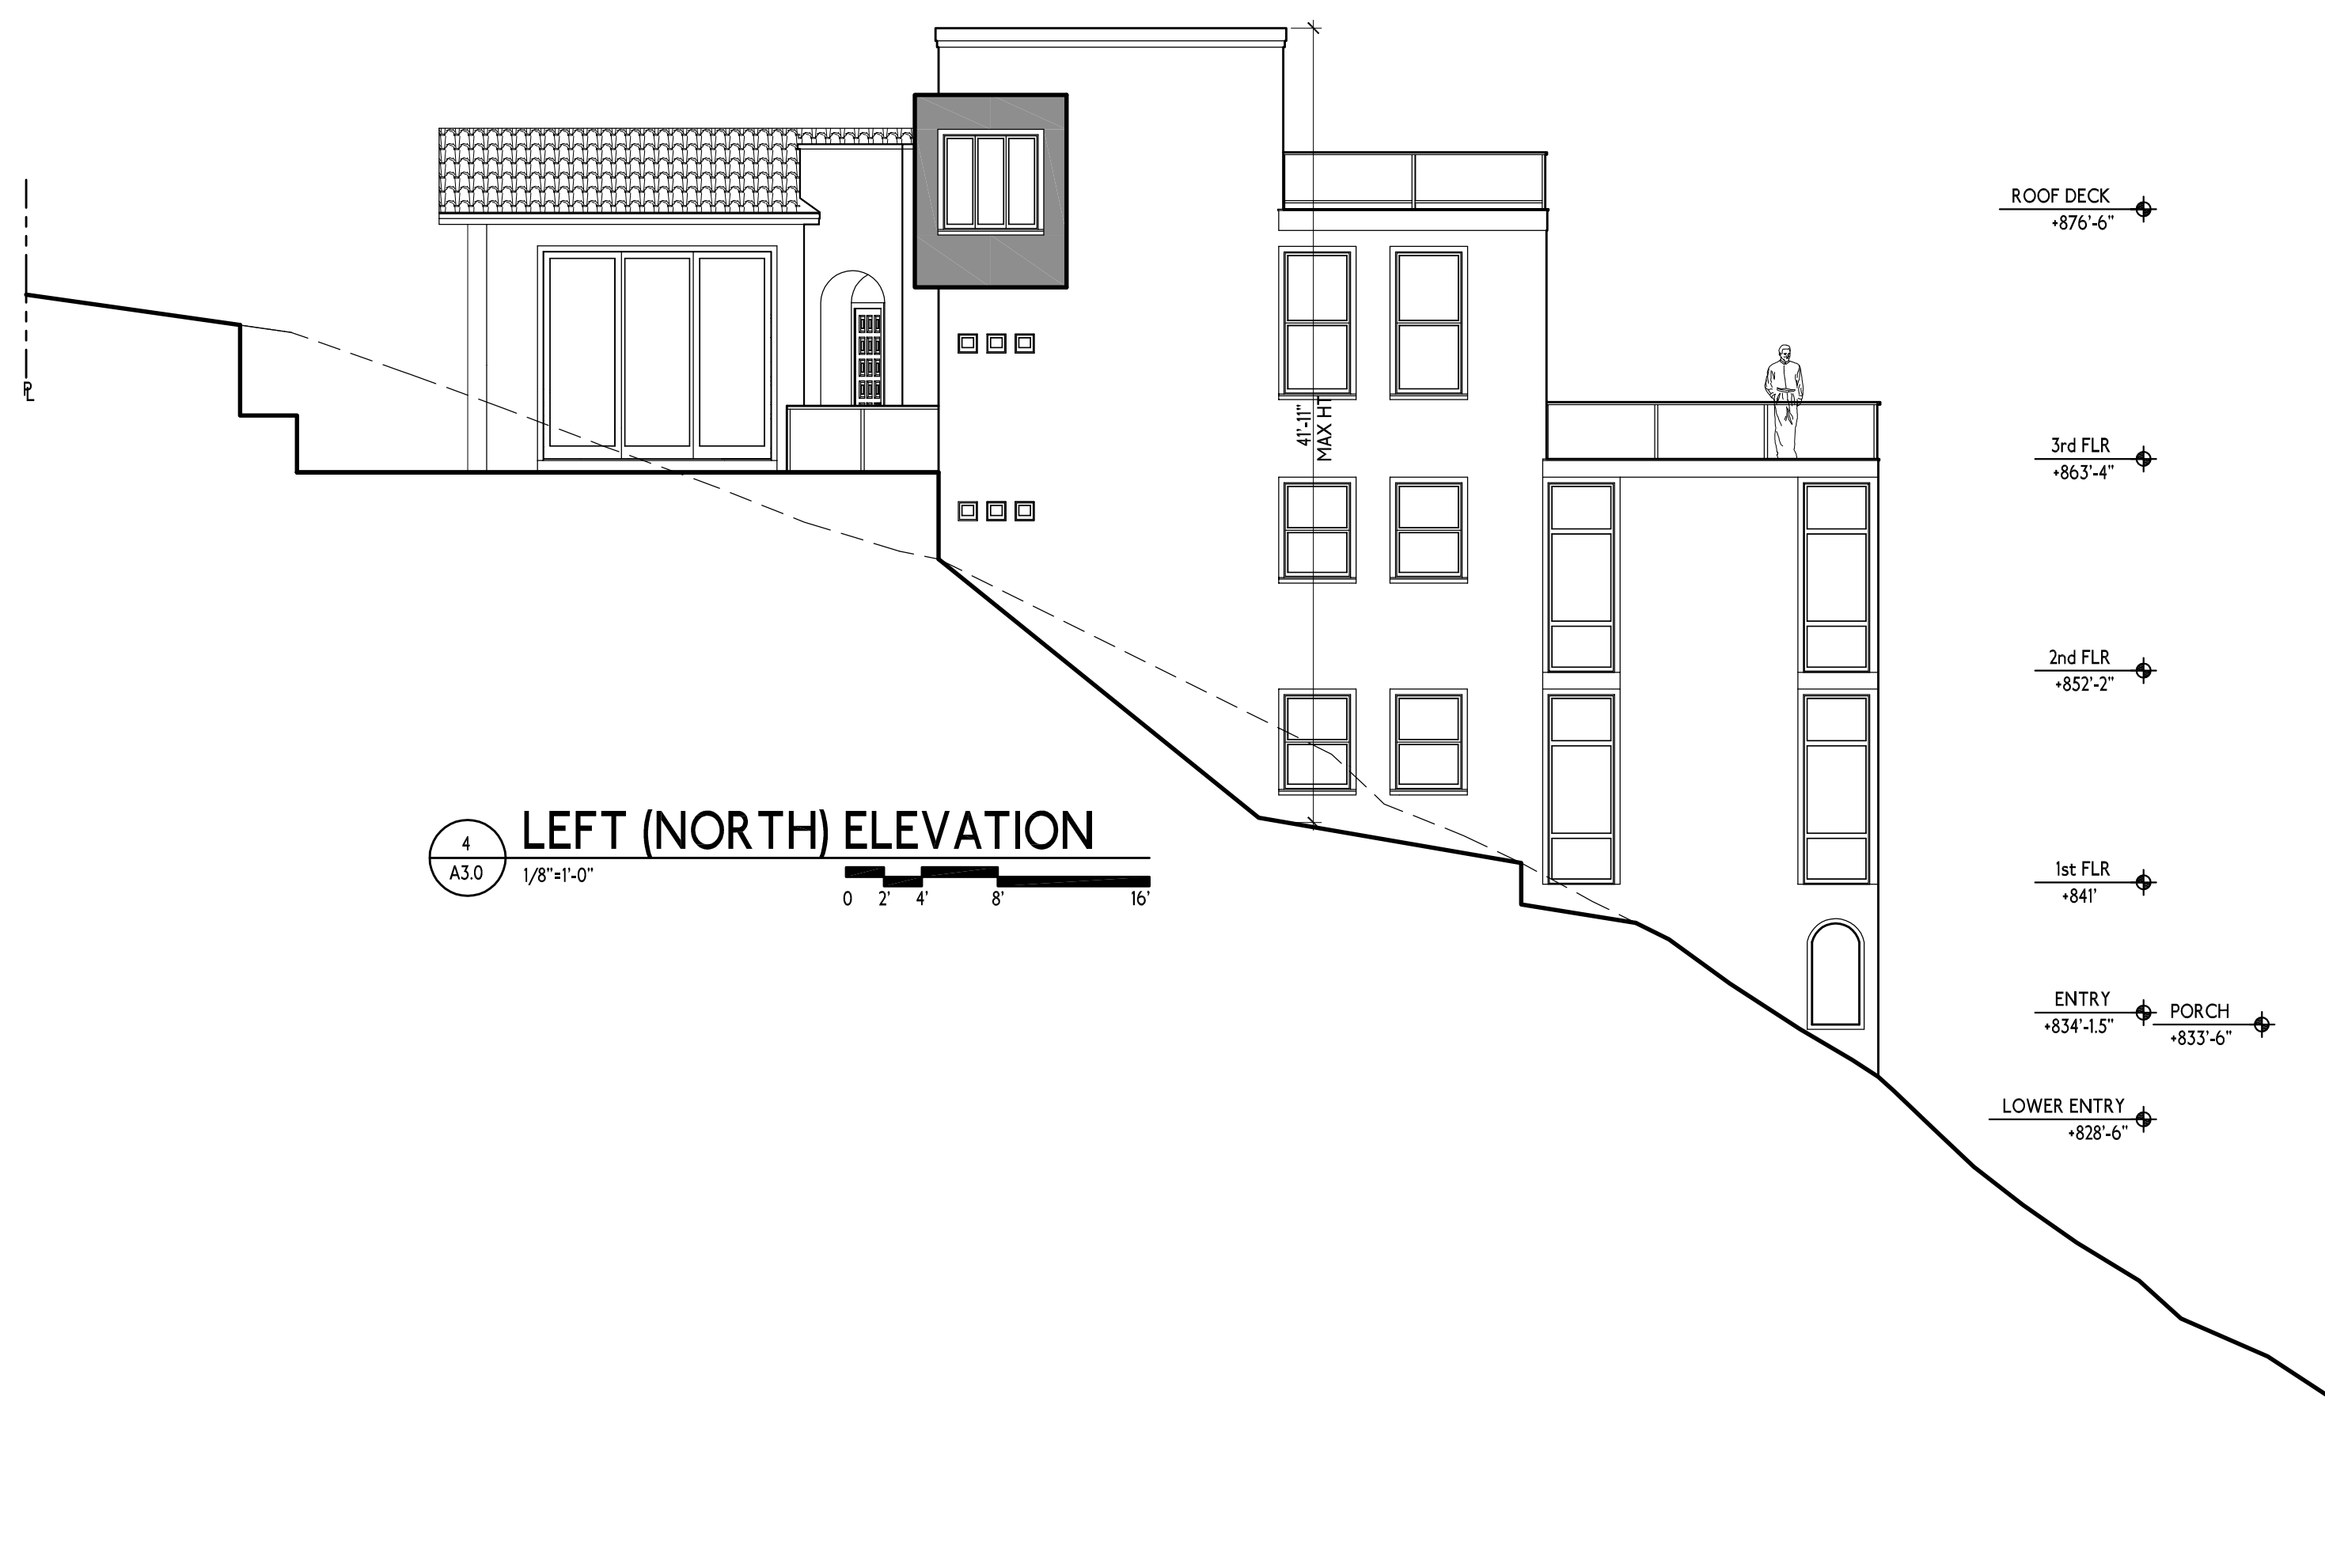 ROOF DECK
+876'-6"
PL
41'-11"
MAX HT
3rd FLR
+863'-4"
2nd FLR
+852'-2"
4
A3.0
LEFT (NORTH) ELEVATION
1/8"=1'-0"
0 2' 4' 8' 16'
1st FLR
+841'
ENTRY
+834'-1.5"
PORCH
+833'-6"
LOWER ENTRY
+828'-6"